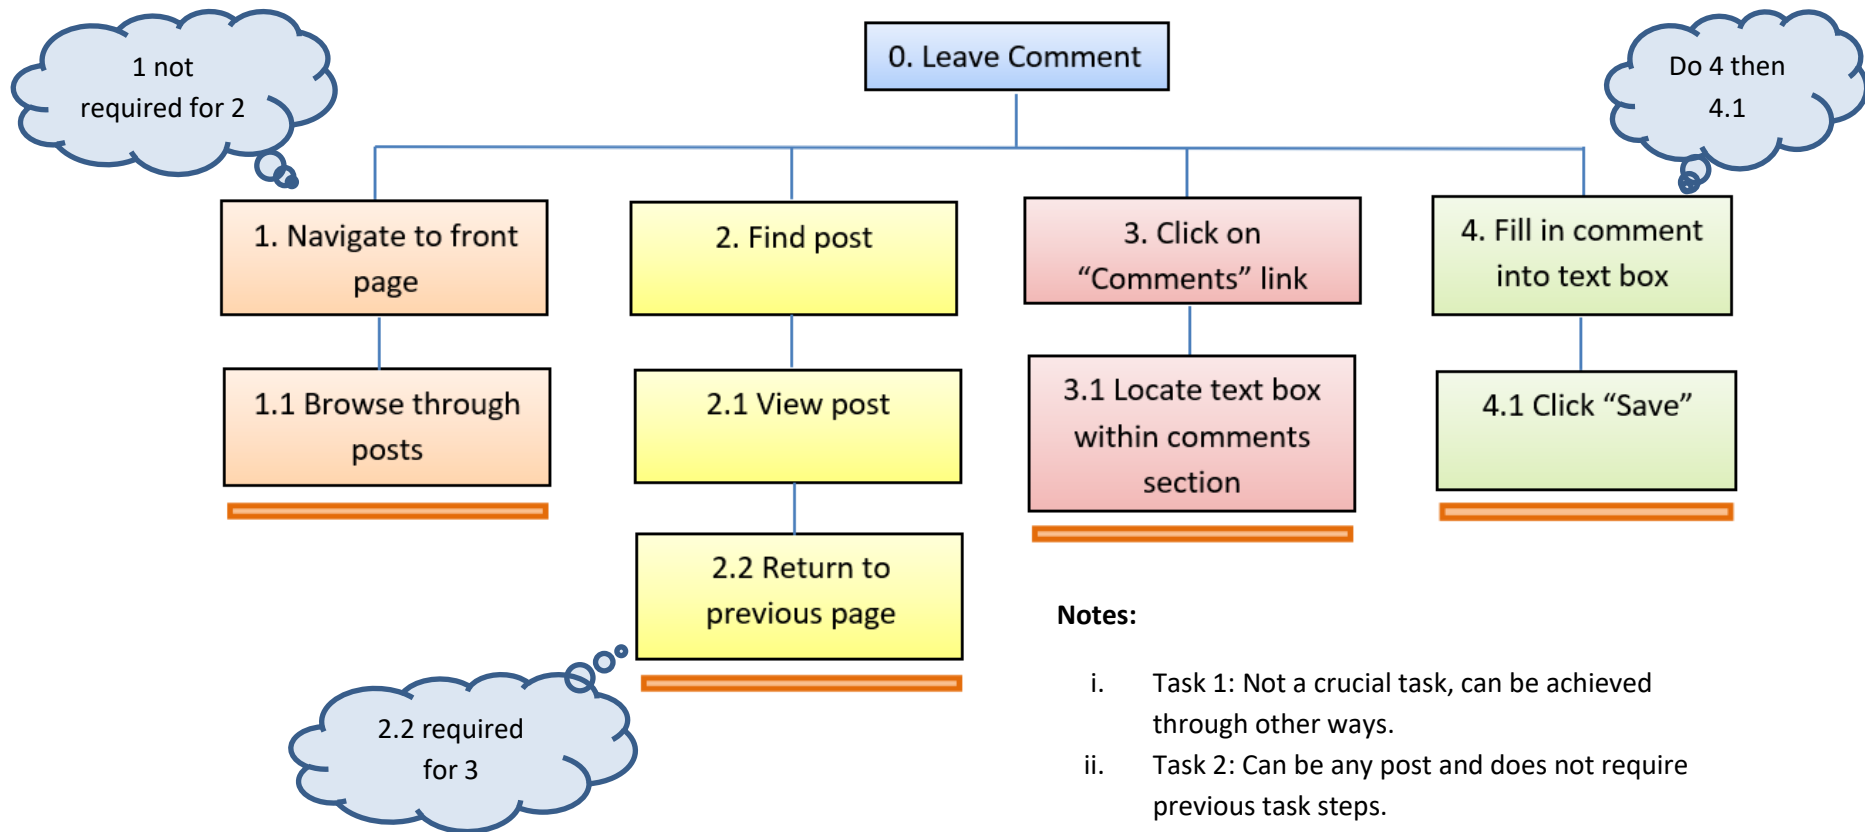 0. Leave Comment
1 not
required for 2
Do 4 then
4.1
1. Navigate to front
page
2. Find post
3. Click on
“Comments” link
4. Fill in comment
into text box
1.1 Browse through
posts
2.1 View post
3.1 Locate text box
within comments
section
4.1 Click “Save”
2.2 Return to
previous page
2.2 required
for 3
Notes:
i. Task 1: Not a crucial task, can be achieved
through other ways.
ii. Task 2: Can be any post and does not require
previous task steps.